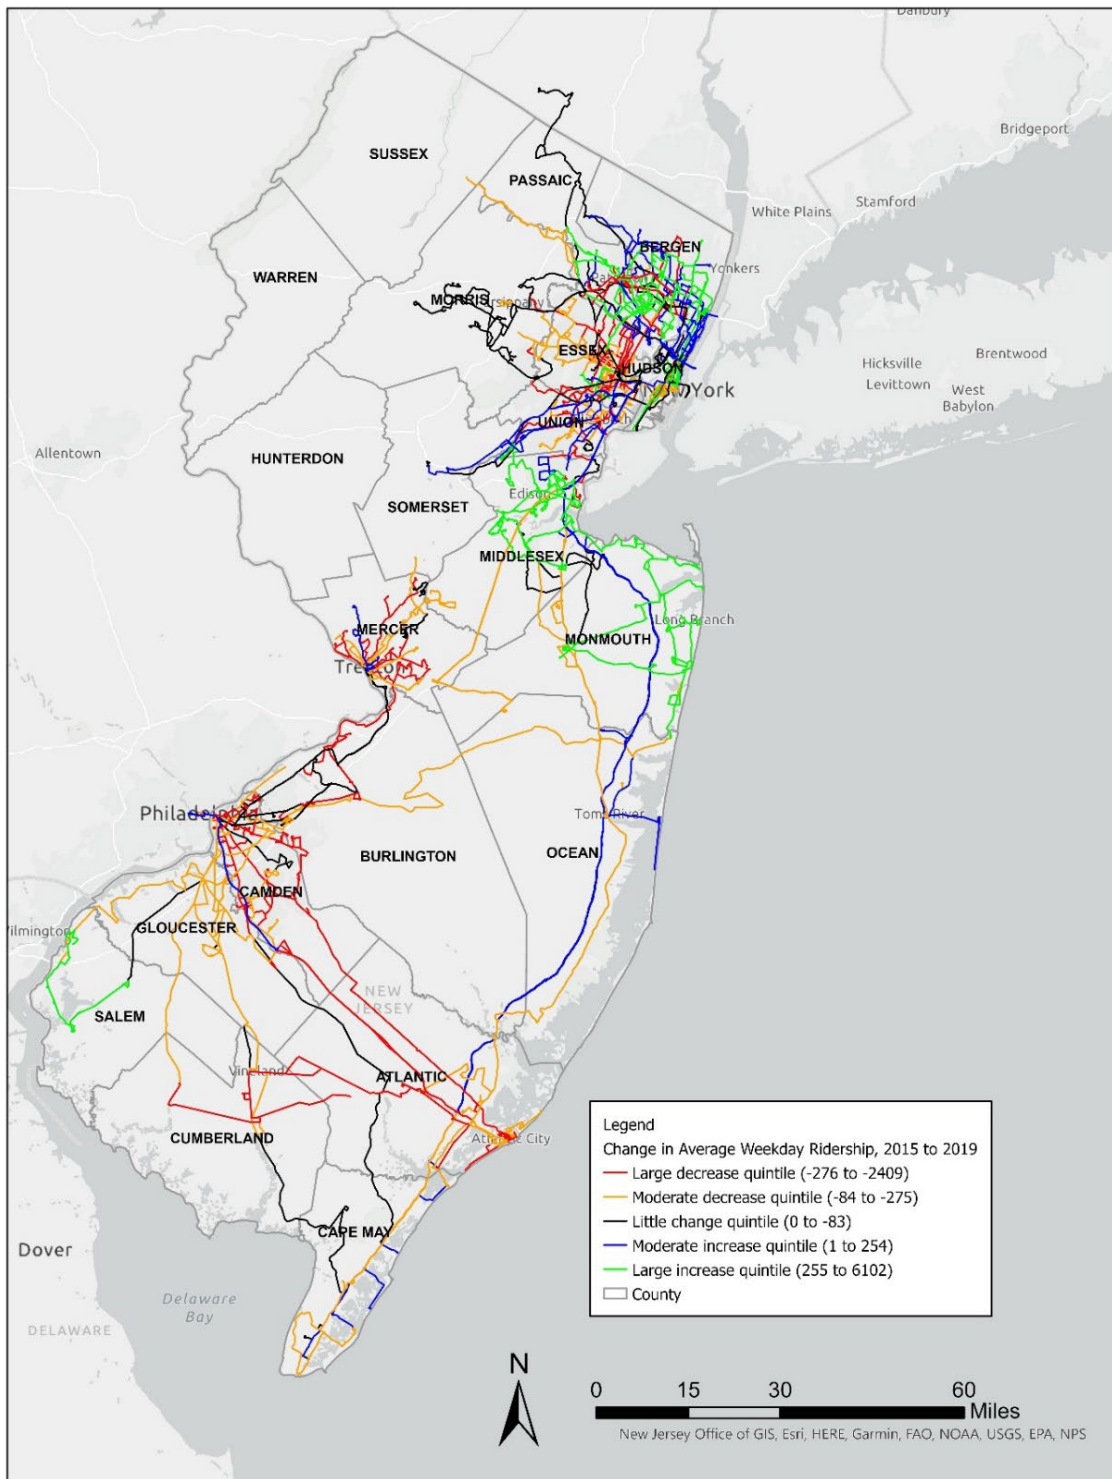 Danbury
Bridgeport
SUSSEX
PASSAIC
Stamford
White Plains
BERGEN
Yonkers
WARREN
MORRIS
ESSEX
HUDSON
Brentwood
Hicksville
Levittown
West
Babylon
New York
UNION
Allentown
HUNTERDON
SOMERSET
Edison
MIDDLESEX
MERCER
Trenton
MONMOUTH
Long Branch
Philadelphia
Toms River
BURLINGTON
OCEAN
CAMDEN
GLOUCESTER
Wilmington
NEW
JERSEY
SALEM
Vineland
ATLANTIC
CUMBERLAND
Atlantic City
CAPE MAY
Dover
Delaware
Bay
DELAWARE
Legend
Change in Average Weekday Ridership, 2015 to 2019
Large decrease quintile (-276 to -2409)
Moderate decrease quintile (-84 to -275)
Little change quintile (0 to -83)
Moderate increase quintile (1 to 254)
Large increase quintile (255 to 6102)
County
N
0 15 30 60
Miles
New Jersey Office of GIS, Esri, HERE, Garmin, FAO, NOAA, USGS, EPA, NPS